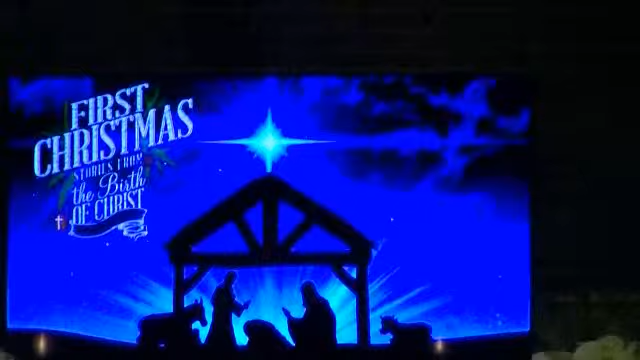 FIRST
CHRISTMAS
STORIES FROM
the Birth
OF CHRIST